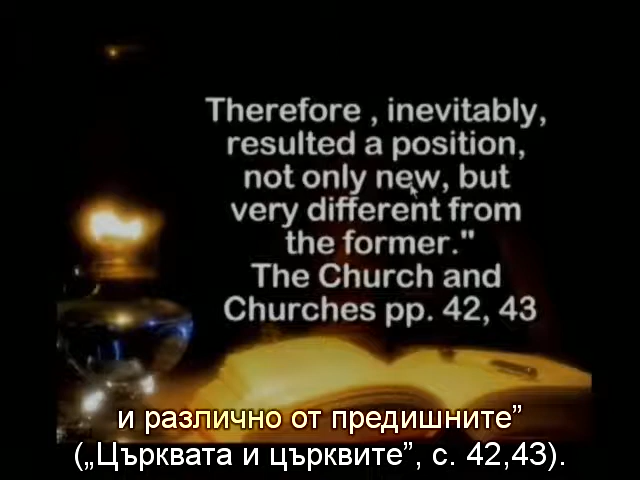 Therefore , inevitably,
resulted a position,
not only new, but
very different from
the former."
The Church and
Churches pp. 42, 43
и различно от предишните”
(„Църквата и църквите”, с. 42,43).